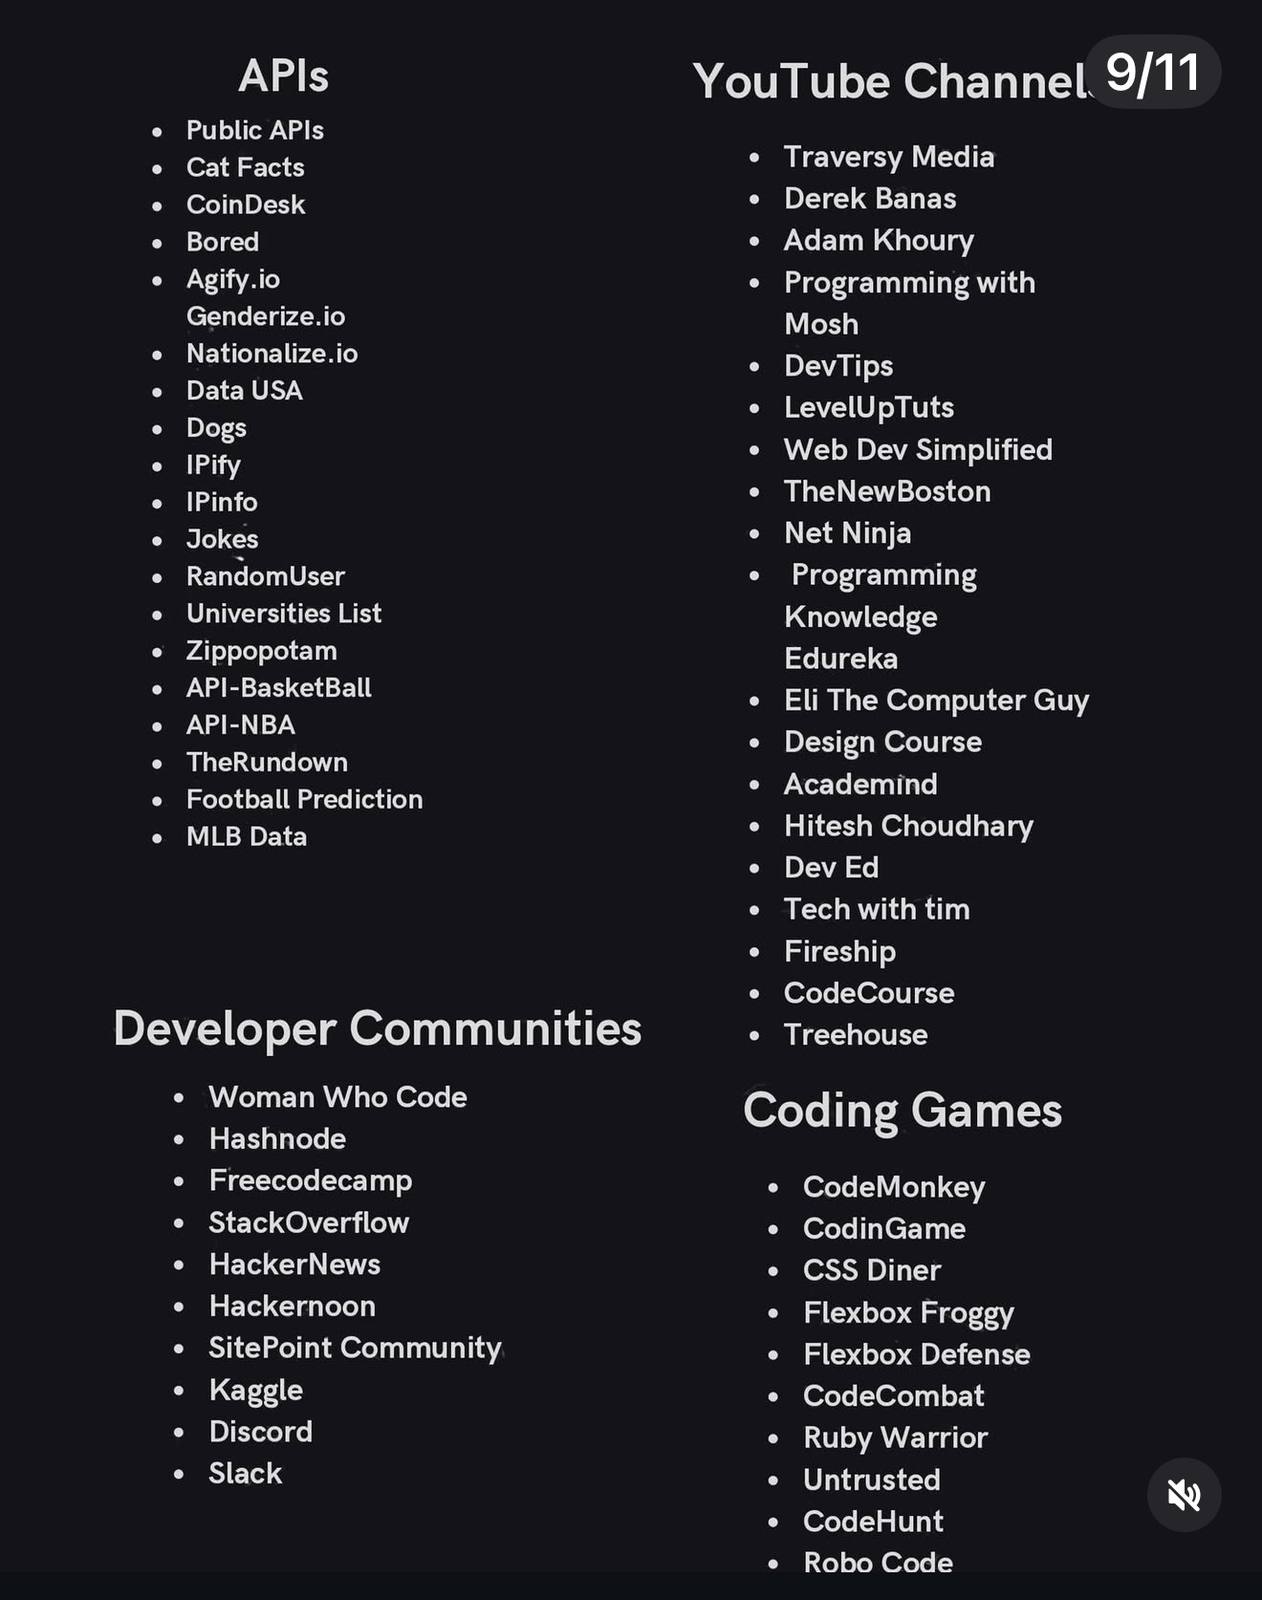 APIs
Public APIs
Cat Facts
CoinDesk
Bored
Agify.io
Genderize.io
Nationalize.io
Data USA
Dogs
IPify
IPinfo
Jokes
RandomUser
Universities List
Zippopotam
API-BasketBall
API-NBA
TheRundown
Football Prediction
MLB Data
Developer Communities
Woman Who Code
Hashnode
Freecodecamp
StackOverflow
HackerNews
Hackernoon
SitePoint Community
Kaggle
Discord
Slack
YouTube Channels
9/11
Traversy Media
Derek Banas
Adam Khoury
Programming with
Mosh
DevTips
LevelUpTuts
Web Dev Simplified
TheNewBoston
Net Ninja
Programming
Knowledge
Edureka
Eli The Computer Guy
Design Course
Academind
Hitesh Choudhary
Dev Ed
Tech with tim
Fireship
CodeCourse
Treehouse
Coding Games
CodeMonkey
CodinGame
CSS Diner
Flexbox Froggy
Flexbox Defense
CodeCombat
Ruby Warrior
Untrusted
CodeHunt
Robo Code